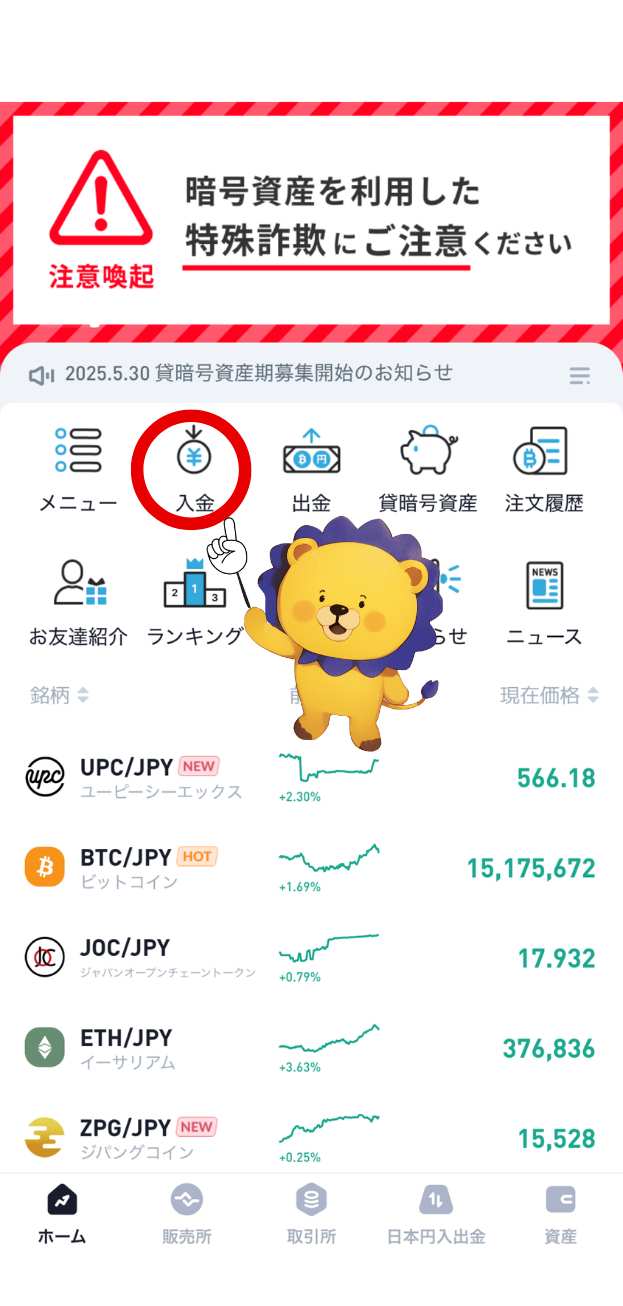 暗号資産を利用した
特殊詐欺にご注意ください
注意喚起
2025.5.30 貸暗号資産期募集開始のお知らせ
メニュー 入金 出金 貸暗号資産 注文履歴
NEWS
2 1 3
お友達紹介 ランキング らせ ニュース
銘柄 現在価格
upc UPC/JPY NEW 566.18
ユーピーシーエックス +2.30%
BTC/JPY HOT 15,175,672
ビットコイン +1.69%
JOC/JPY 17.932
ジャパンオープンチェーントークン +0.79%
ETH/JPY 376,836
イーサリアム +3.63%
ZPG/JPY NEW 15,528
ジパングコイン +0.25%
ホーム 販売所 取引所 日本円入出金 資産